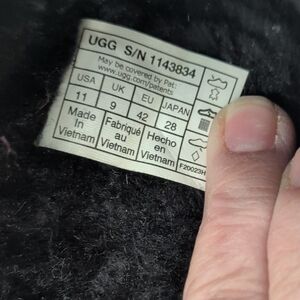 UGG S/N 1143834
May be covered by Pat:
www.ugg.com/patents
USA UK EU JAPAN
11 9 42 28
Made In Vietnam
Fabriqué au Vietnam
Hecho en Vietnam
F20023H